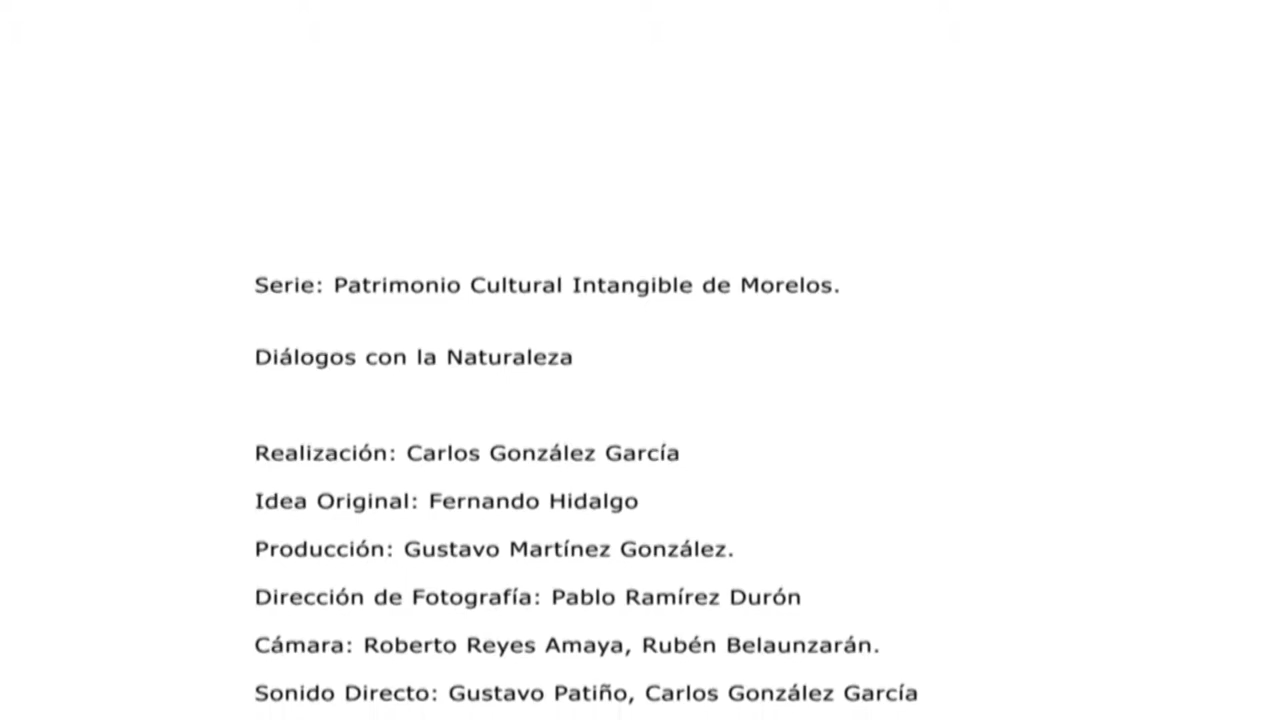 Serie: Patrimonio Cultural Intangible de Morelos.
Diálogos con la Naturaleza
Realización: Carlos González García
Idea Original: Fernando Hidalgo
Producción: Gustavo Martínez González.
Dirección de Fotografía: Pablo Ramírez Durón
Cámara: Roberto Reyes Amaya, Rubén Belaunzarán.
Sonido Directo: Gustavo Patiño, Carlos González García